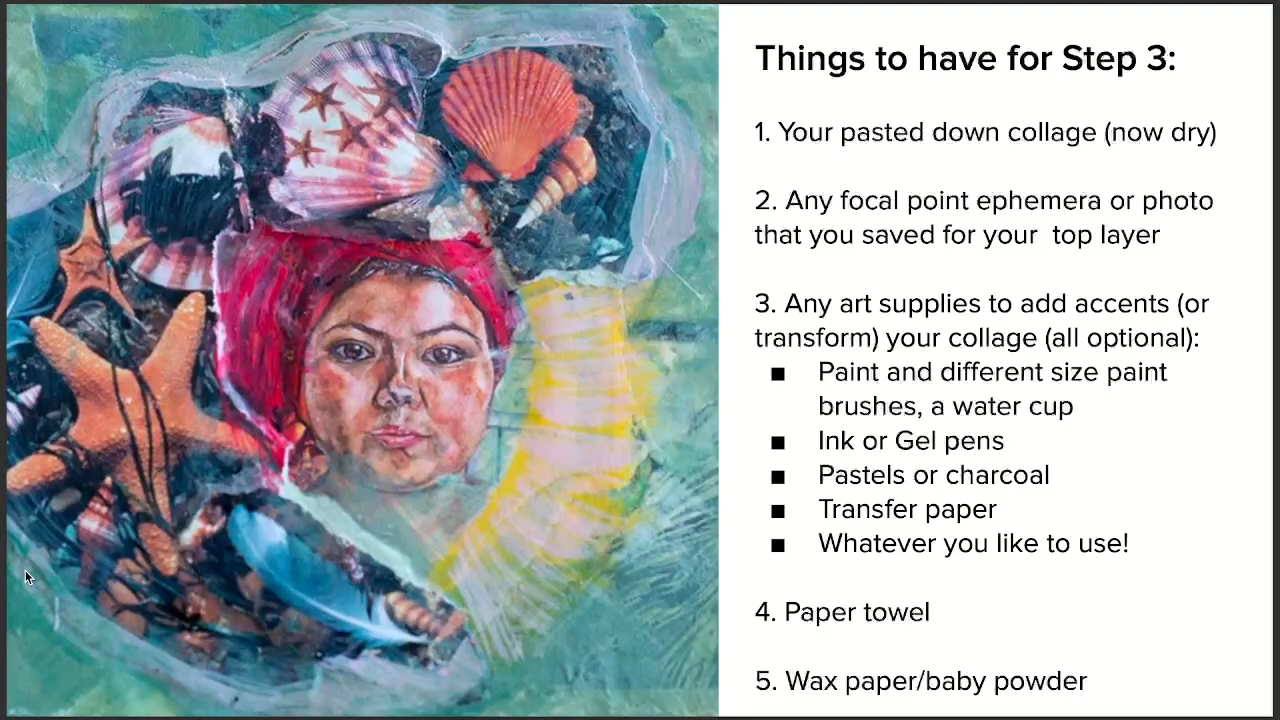 Things to have for Step 3:
1. Your pasted down collage (now dry)
2. Any focal point ephemera or photo
that you saved for your  top layer
3. Any art supplies to add accents (or
transform) your collage (all optional):
■ Paint and different size paint
brushes, a water cup
■ Ink or Gel pens
■ Pastels or charcoal
■ Transfer paper
■ Whatever you like to use!
4. Paper towel
5. Wax paper/baby powder